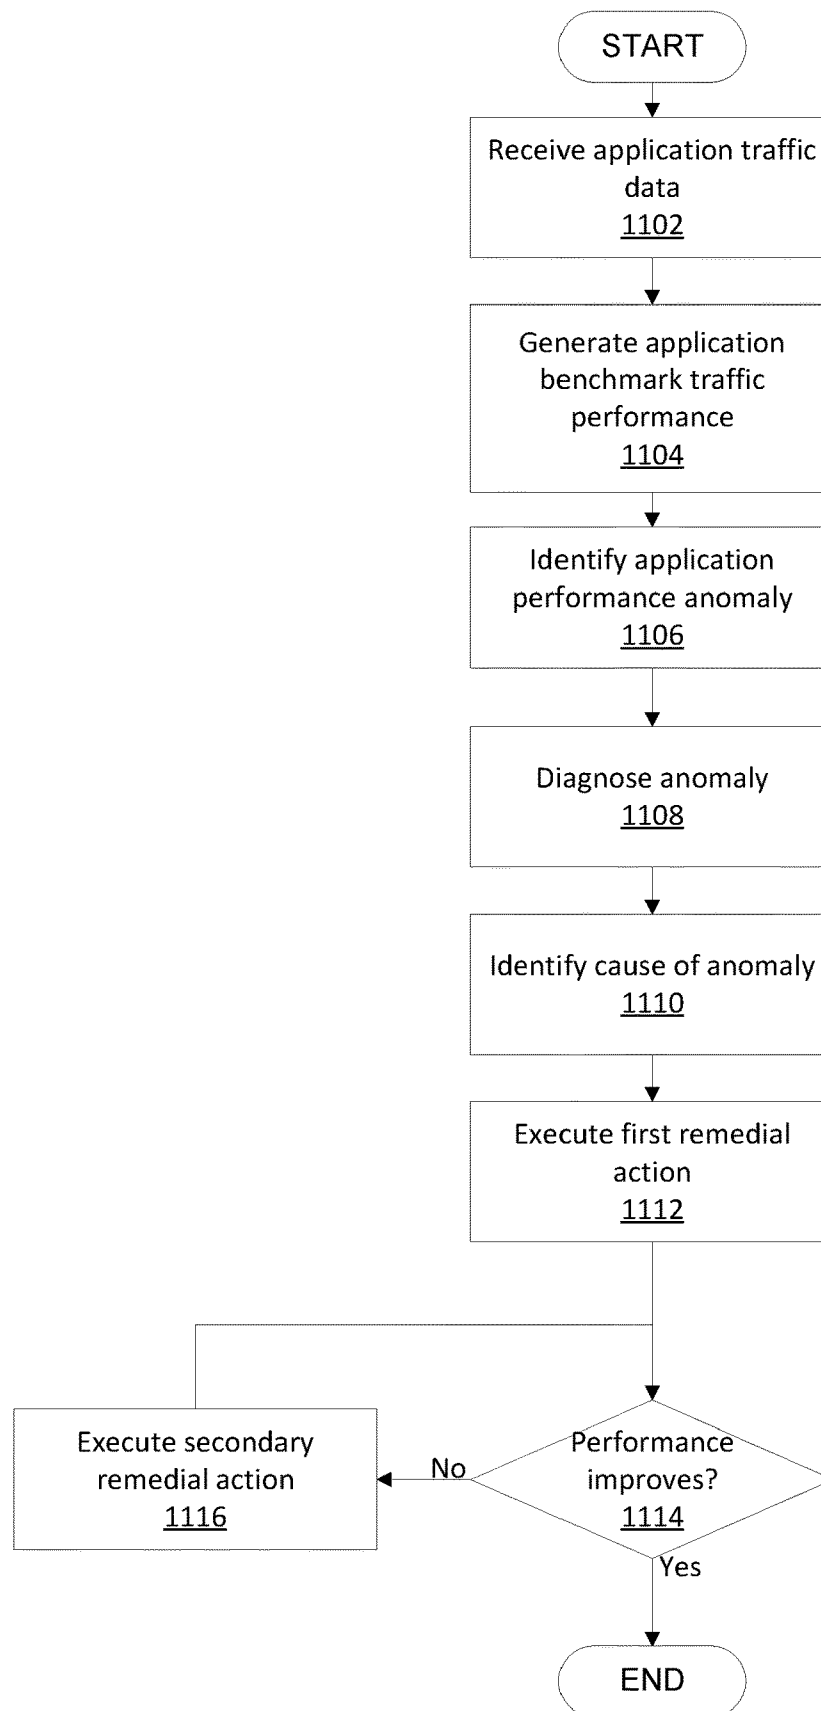 START
Receive application traffic
data
1102
Generate application
benchmark traffic
performance
1104
Identify application
performance anomaly
1106
Diagnose anomaly
1108
Identify cause of anomaly
1110
Execute first remedial
action
1112
Performance
improves?
1114
No
Execute secondary
remedial action
1116
Yes
END